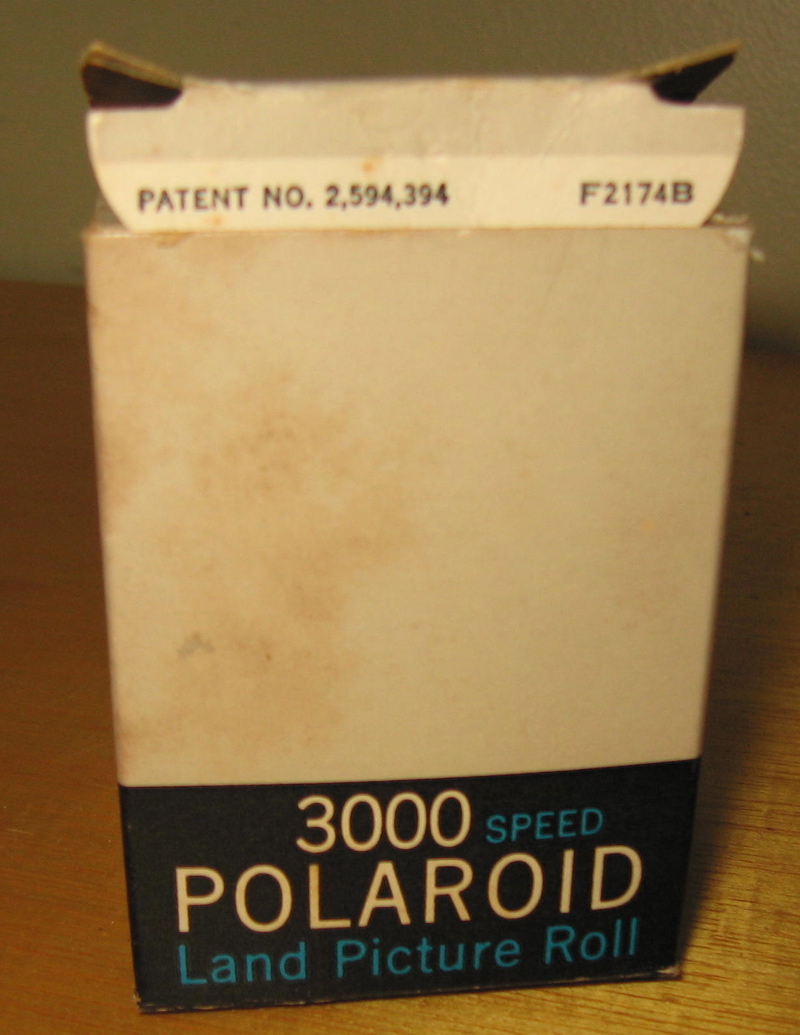 PATENT NO. 2,594,394 F2174B
3000 SPEED
POLAROID
Land Picture Roll